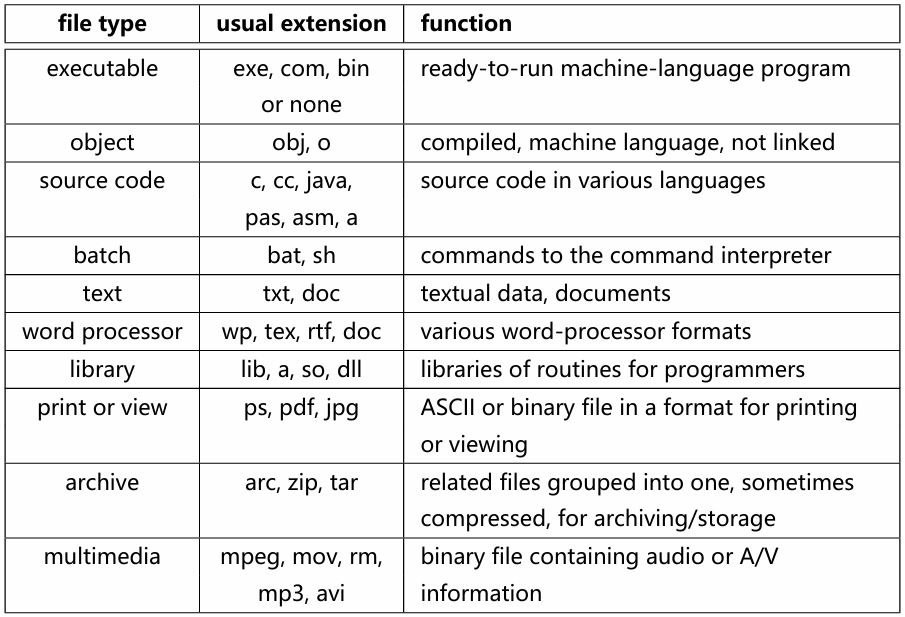 file type usual extension function
executable exe, com, bin ready-to-run machine-language program
or none
object obj, o compiled, machine language, not linked
source code c, cc, java, source code in various languages
pas, asm, a
batch bat, sh commands to the command interpreter
text txt, doc textual data, documents
word processor wp, tex, rtf, doc various word-processor formats
library lib, a, so, dll libraries of routines for programmers
print or view ps, pdf, jpg ASCII or binary file in a format for printing
or viewing
archive arc, zip, tar related files grouped into one, sometimes
compressed, for archiving/storage
multimedia mpeg, mov, rm, binary file containing audio or A/V
mp3, avi information